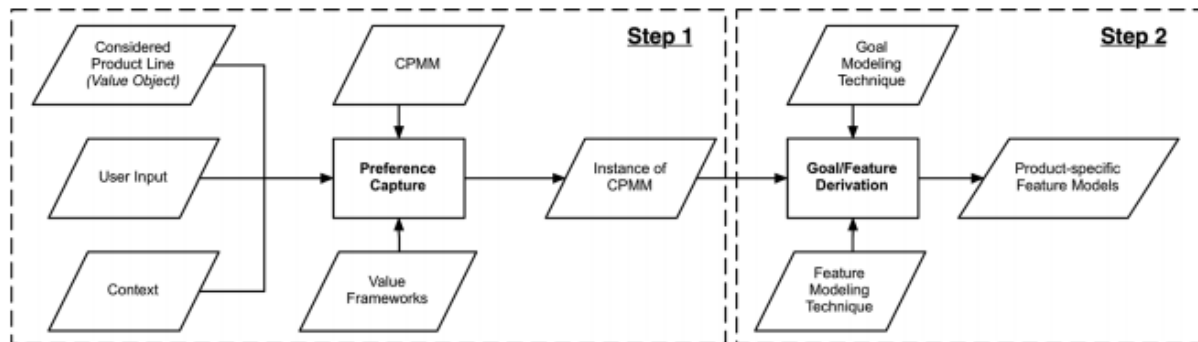 Step 1
Considered
Product Line
(Value Object)
CPMM
User Input
Preference
Capture
Instance of
CPMM
Context
Value
Frameworks
Step 2
Goal
Modeling
Technique
Goal/Feature
Derivation
Product-specific
Feature Models
Feature
Modeling
Technique